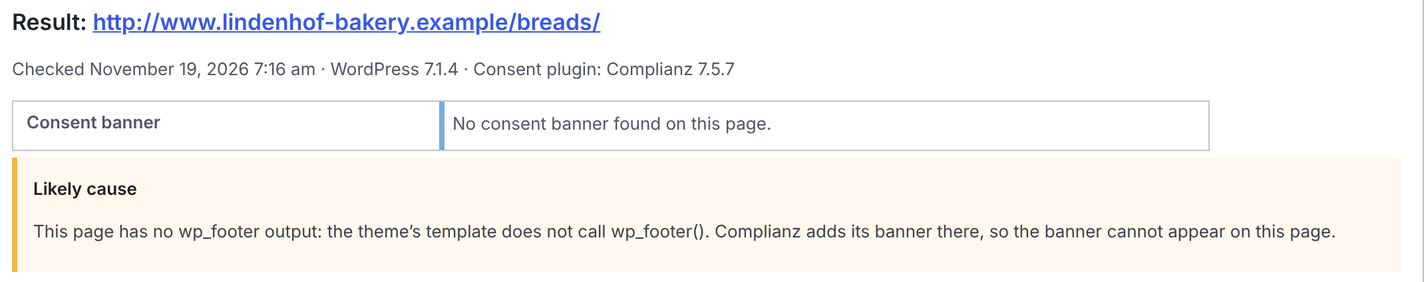 Result: http://www.lindenhof-bakery.example/breads/
Checked November 19, 2026 7:16 am · WordPress 7.1.4 · Consent plugin: Complianz 7.5.7
Consent banner
No consent banner found on this page.
Likely cause
This page has no wp_footer output: the theme’s template does not call wp_footer(). Complianz adds its banner there, so the banner cannot appear on this page.